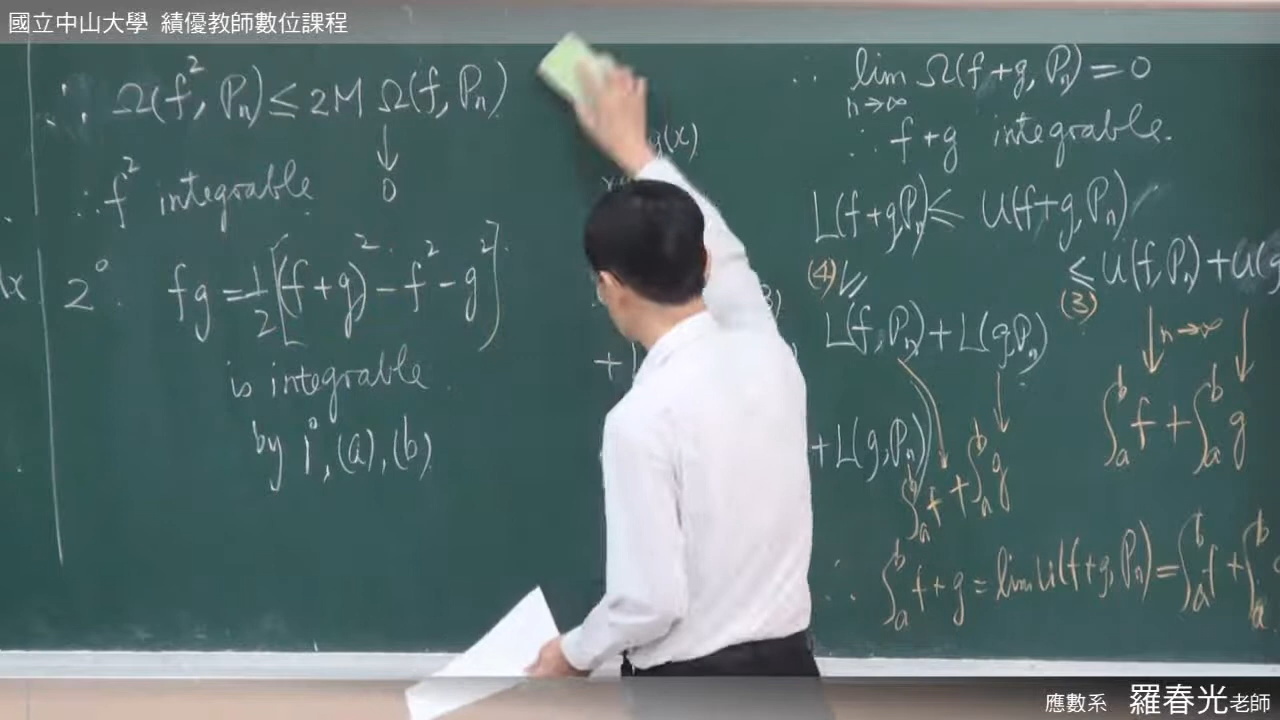 國立中山大學 績優教師數位課程
∴ Ω(f², Pₙ) ≤ 2M Ω(f, Pₙ)
↓
0
∴ f² integrable.
2° . fg = 1/2 [(f+g)² - f² - g²]
is integrable.
by 1°, (a), (b)
g(x)
∴ lim Ω(f+g, Pₙ) = 0
n→∞
∴ f+g integrable.
L(f+g, Pₙ) ≤ U(f+g, Pₙ)
≤ U(f, Pₙ) + U(g
(4) (3)
L(f, Pₙ) + L(g, Pₙ)
↓ n→∞ ↓
∫ₐᵇ f + ∫ₐᵇ g
+ L(g, Pₙ)
∫ₐᵇ f + ∫ₐᵇ g
∴ ∫ₐᵇ f+g = lim U(f+g, Pₙ) = ∫ₐᵇ f + ∫ₐᵇ
應數系 羅春光老師